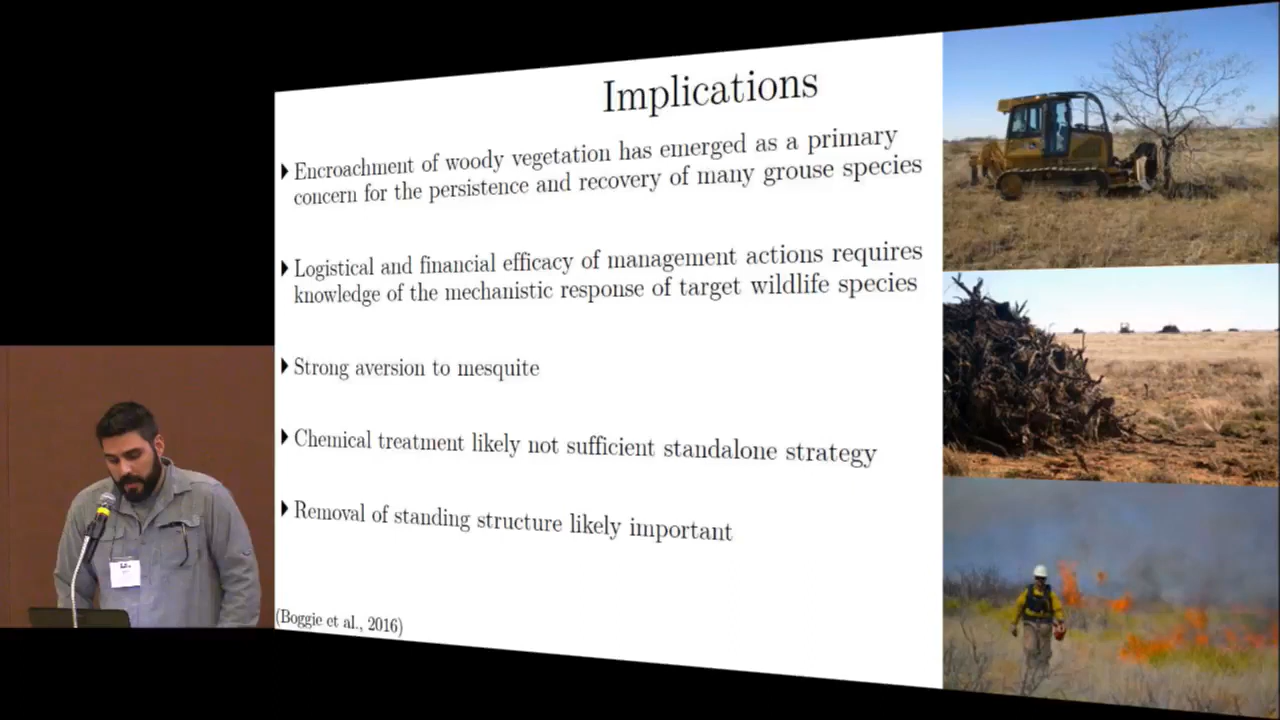 Implications
Encroachment of woody vegetation has emerged as a primary
concern for the persistence and recovery of many grouse species
Logistical and financial efficacy of management actions requires
knowledge of the mechanistic response of target wildlife species
Strong aversion to mesquite
Chemical treatment likely not sufficient standalone strategy
Removal of standing structure likely important
(Boggie et al., 2016)